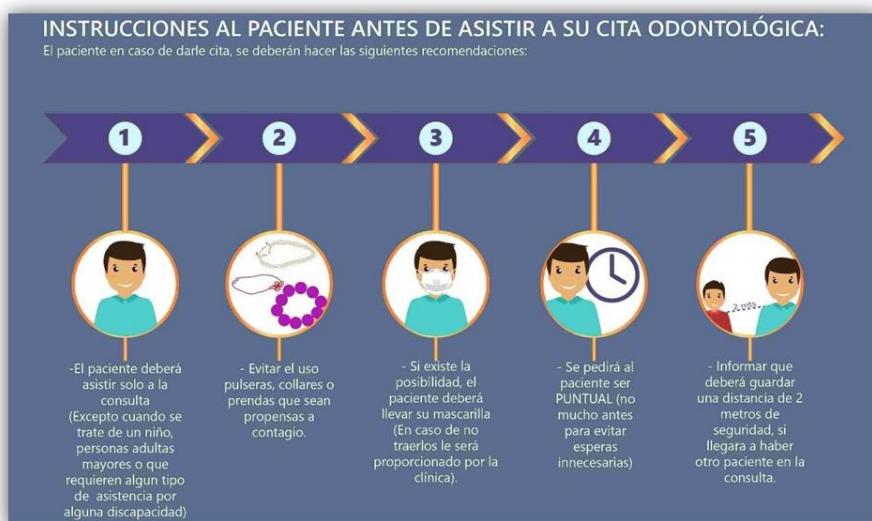 INSTRUCCIONES AL PACIENTE ANTES DE ASISTIR A SU CITA ODONTOLÓGICA:
El paciente en caso de darle cita, se deberán hacer las siguientes recomendaciones:
1
2
3
4
5
-El paciente deberá
asistir solo a la
consulta
(Excepto cuando se
trate de un niño,
personas adultas
mayores o que
requieren algun tipo
de asistencia por
alguna discapacidad)
- Evitar el uso
pulseras, collares o
prendas que sean
propensas a
contagio.
- Si existe la
posibilidad, el
paciente deberá
llevar su mascarilla
(En caso de no
traerlos le será
proporcionado por la
clínica).
- Se pedirá al
paciente ser
PUNTUAL (no
mucho antes
para evitar
esperas
innecesarias)
2 mts
- Informar que
deberá guardar
una distancia de 2
metros de
seguridad, si
llegara a haber
otro paciente en la
consulta.